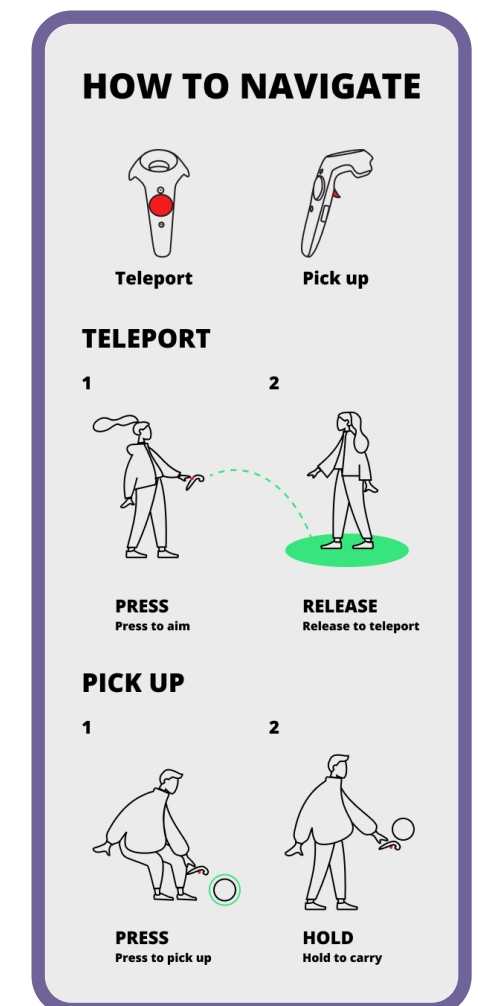 HOW TO NAVIGATE
Teleport
Pick up
TELEPORT
1
2
PRESS
Press to aim
RELEASE
Release to teleport
PICK UP
1
2
PRESS
Press to pick up
HOLD
Hold to carry